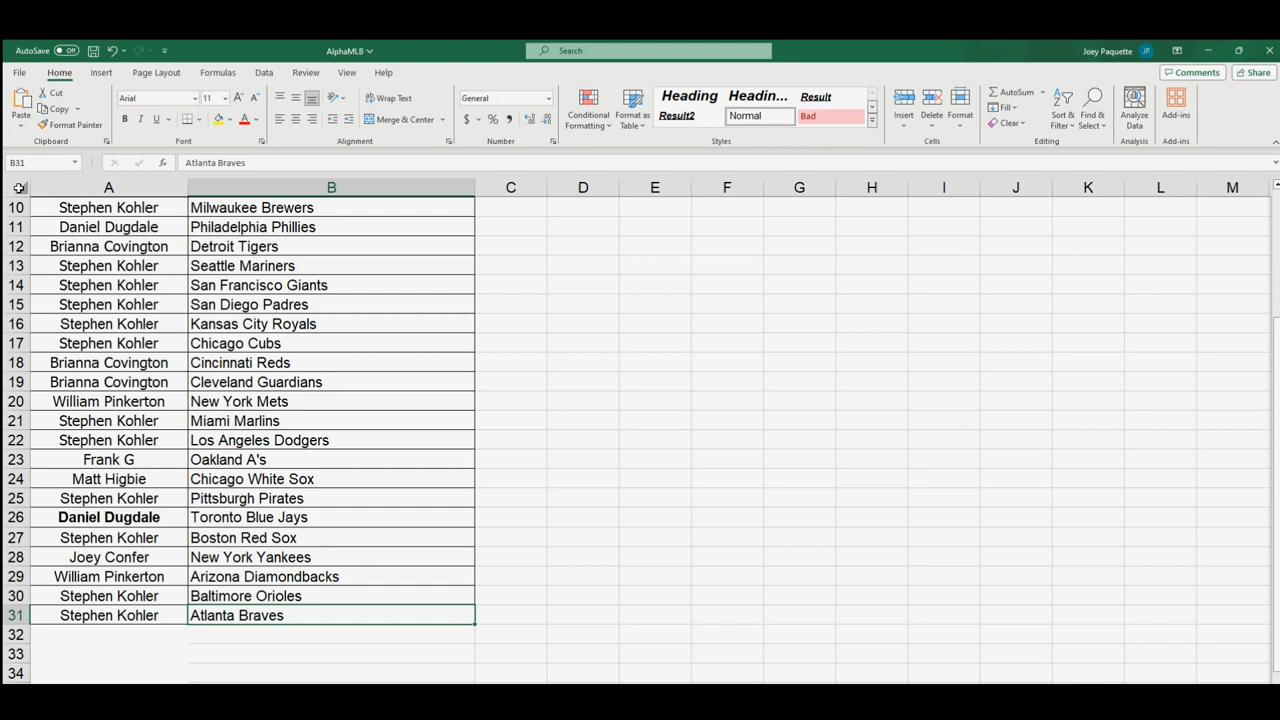 AutoSave Off AlphaMLB Search Joey Paquette JP
File Home Insert Page Layout Formulas Data Review View Help Comments Share
Paste Cut Copy Format Painter
Arial 11 A A B I U A
Wrap Text Merge & Center
General $ % 9
Conditional Formatting Format as Table
Heading Headin... Result
Result2 Normal Bad
Insert Delete Format
AutoSum Fill Clear
Sort & Filter Find & Select
Analyze Data Add-ins
Clipboard Font Alignment Number Styles Cells Editing Analysis Add-ins
B31 fx Atlanta Braves
A B C D E F G H I J K L M
10 Stephen Kohler Milwaukee Brewers
11 Daniel Dugdale Philadelphia Phillies
12 Brianna Covington Detroit Tigers
13 Stephen Kohler Seattle Mariners
14 Stephen Kohler San Francisco Giants
15 Stephen Kohler San Diego Padres
16 Stephen Kohler Kansas City Royals
17 Stephen Kohler Chicago Cubs
18 Brianna Covington Cincinnati Reds
19 Brianna Covington Cleveland Guardians
20 William Pinkerton New York Mets
21 Stephen Kohler Miami Marlins
22 Stephen Kohler Los Angeles Dodgers
23 Frank G Oakland A's
24 Matt Higbie Chicago White Sox
25 Stephen Kohler Pittsburgh Pirates
26 Daniel Dugdale Toronto Blue Jays
27 Stephen Kohler Boston Red Sox
28 Joey Confer New York Yankees
29 William Pinkerton Arizona Diamondbacks
30 Stephen Kohler Baltimore Orioles
31 Stephen Kohler Atlanta Braves
32
33
34